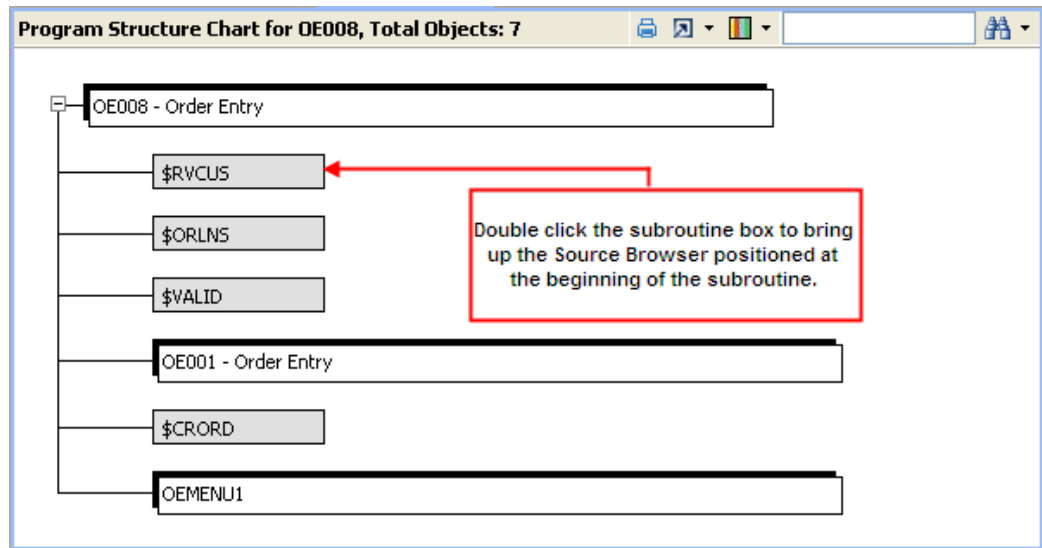 Program Structure Chart for OE008, Total Objects: 7
OE008 - Order Entry
$RVCUS
Double click the subroutine box to bring
up the Source Browser positioned at
the beginning of the subroutine.
$ORLNS
$VALID
OE001 - Order Entry
$CRORD
OEMENU1